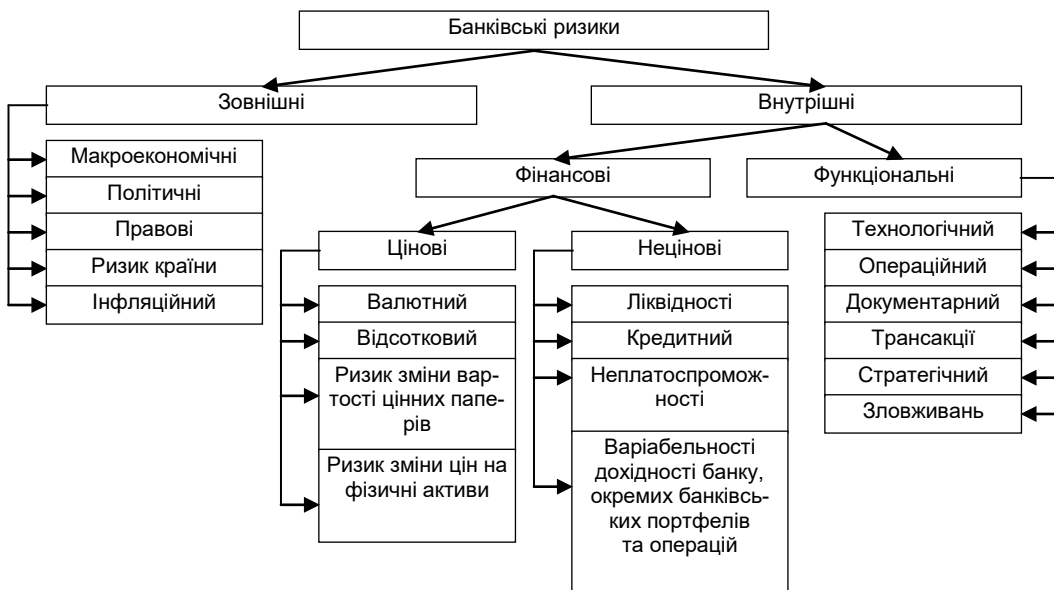 Банківські ризики
Зовнішні
Внутрішні
Макроекономічні
Політичні
Правові
Ризик країни
Інфляційний
Фінансові
Функціональні
Цінові
Нецінові
Валютний
Відсотковий
Ризик зміни вар-
тості цінних папе-
рів
Ризик зміни цін на
фізичні активи
Ліквідності
Кредитний
Неплатоспромож-
ності
Варіабельності
дохідності банку,
окремих банківсь-
ких портфелів
та операцій
Технологічний
Операційний
Документарний
Трансакції
Стратегічний
Зловживань